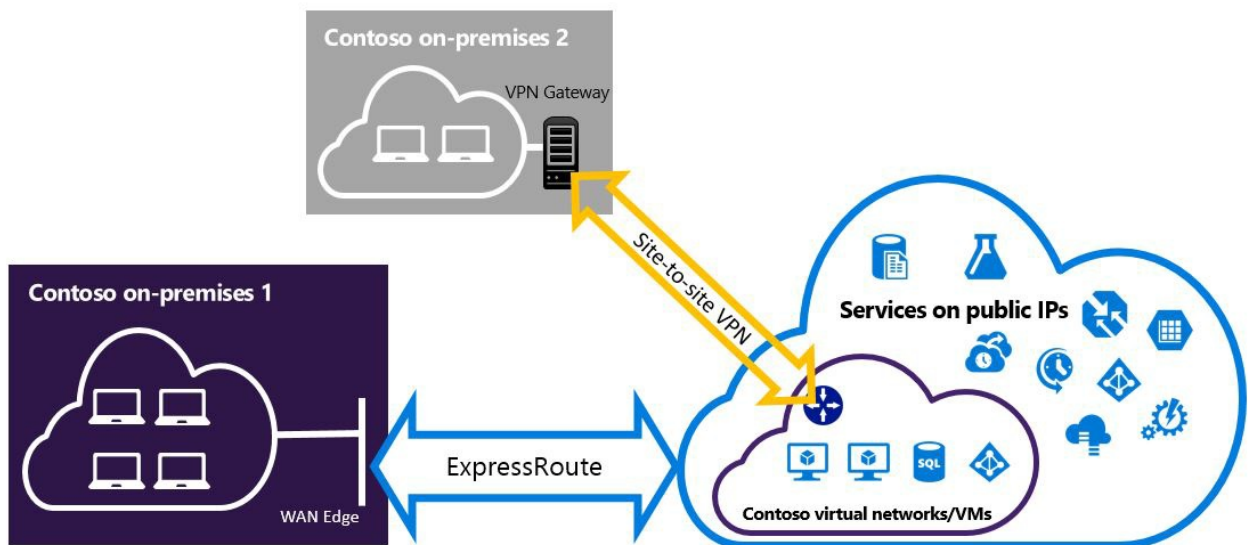 Contoso on-premises 2
VPN Gateway
Site-to-site VPN
Contoso on-premises 1
WAN Edge
ExpressRoute
Services on public IPs
SQL
Contoso virtual networks/VMs